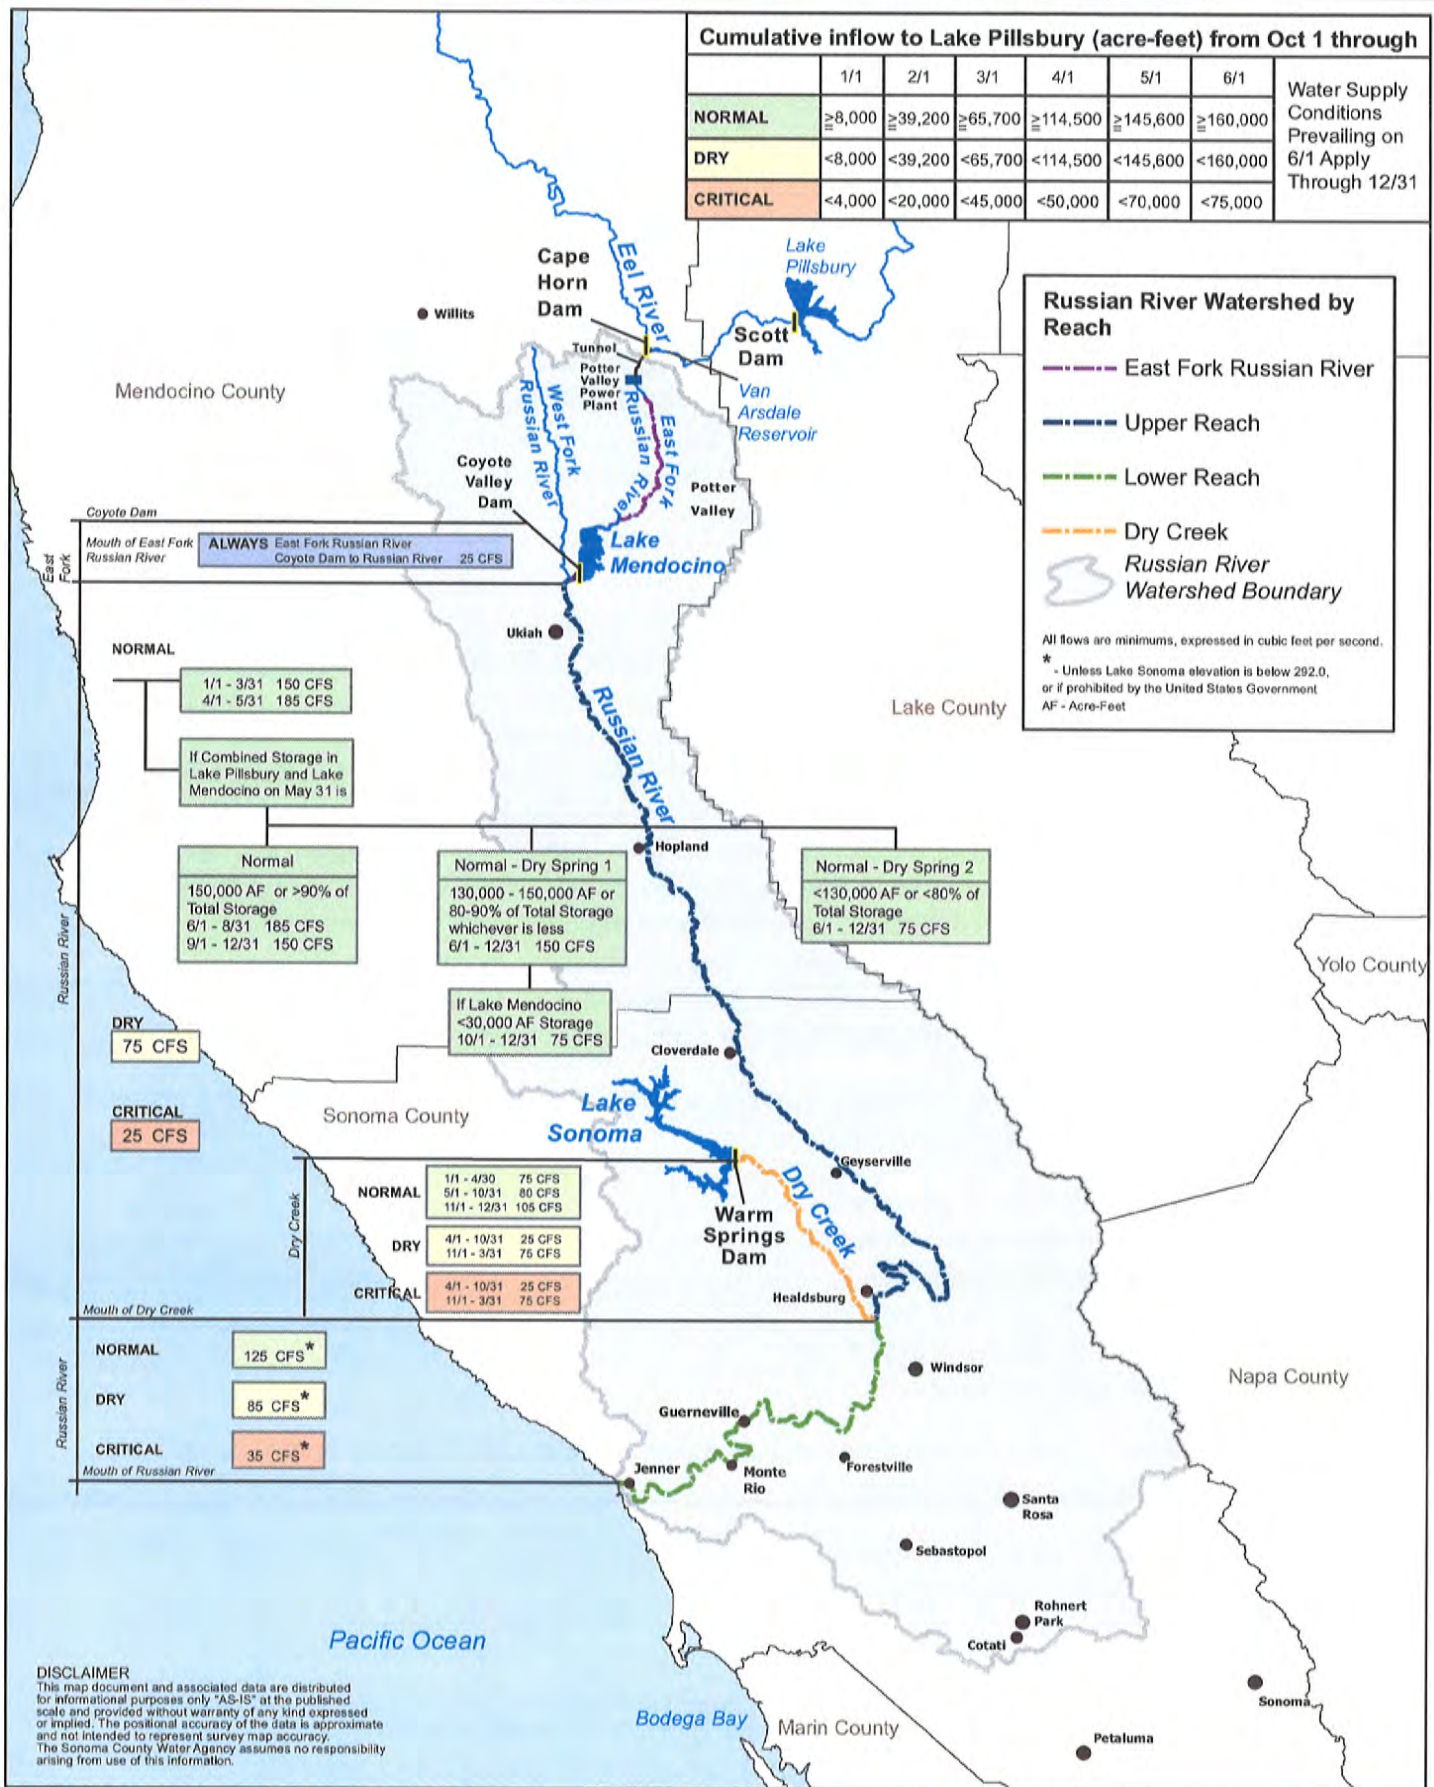 Cumulative inflow to Lake Pillsbury (acre-feet) from Oct 1 through
1/1 2/1 3/1 4/1 5/1 6/1
NORMAL ≧8,000 ≧39,200 ≧65,700 ≧114,500 ≧145,600 ≧160,000
DRY <8,000 <39,200 <65,700 <114,500 <145,600 <160,000
CRITICAL <4,000 <20,000 <45,000 <50,000 <70,000 <75,000
Water Supply
Conditions
Prevailing on
6/1 Apply
Through 12/31
Eel River
Lake
Pillsbury
Cape
Horn
Dam
Willits
Scott
Dam
Tunnel
Potter
Valley
Power
Plant
Van
Arsdale
Reservoir
Mendocino County
West Fork
Russian River
East Fork
Russian River
Potter
Valley
Coyote
Valley
Dam
Lake
Mendocino
Russian River Watershed by
Reach
East Fork Russian River
Upper Reach
Lower Reach
Dry Creek
Russian River
Watershed Boundary
All flows are minimums, expressed in cubic feet per second.
*
- Unless Lake Sonoma elevation is below 292.0,
or if prohibited by the United States Government
AF - Acre-Feet
Coyote Dam
Mouth of East Fork
Russian River
East
Fork
ALWAYS East Fork Russian River
Coyote Dam to Russian River 25 CFS
Ukiah
Russian River
Lake County
NORMAL
1/1 - 3/31 150 CFS
4/1 - 5/31 185 CFS
If Combined Storage in
Lake Pillsbury and Lake
Mendocino on May 31 is
Hopland
Normal
150,000 AF or >90% of
Total Storage
6/1 - 8/31 185 CFS
9/1 - 12/31 150 CFS
Normal - Dry Spring 1
130,000 - 150,000 AF or
80-90% of Total Storage
whichever is less
6/1 - 12/31 150 CFS
Normal - Dry Spring 2
<130,000 AF or <80% of
Total Storage
6/1 - 12/31 75 CFS
If Lake Mendocino
<30,000 AF Storage
10/1 - 12/31 75 CFS
Russian River
Yolo County
DRY
75 CFS
CRITICAL
25 CFS
Cloverdale
Sonoma County
Lake
Sonoma
Geyserville
Dry Creek
Warm
Springs
Dam
Healdsburg
Dry Creek
NORMAL
1/1 - 4/30 75 CFS
5/1 - 10/31 80 CFS
11/1 - 12/31 105 CFS
DRY
4/1 - 10/31 25 CFS
11/1 - 3/31 75 CFS
CRITICAL
4/1 - 10/31 25 CFS
11/1 - 3/31 75 CFS
Mouth of Dry Creek
Russian River
NORMAL
125 CFS*
DRY
85 CFS*
CRITICAL
35 CFS*
Mouth of Russian River
Windsor
Napa County
Guerneville
Jenner
Monte
Rio
Forestville
Santa
Rosa
Sebastopol
Rohnert
Park
Cotati
Sonoma
Petaluma
Pacific Ocean
Bodega Bay
Marin County
DISCLAIMER
This map document and associated data are distributed
for informational purposes only "AS-IS" at the published
scale and provided without warranty of any kind expressed
or implied. The positional accuracy of the data is approximate
and not intended to represent survey map accuracy.
The Sonoma County Water Agency assumes no responsibility
arising from use of this information.